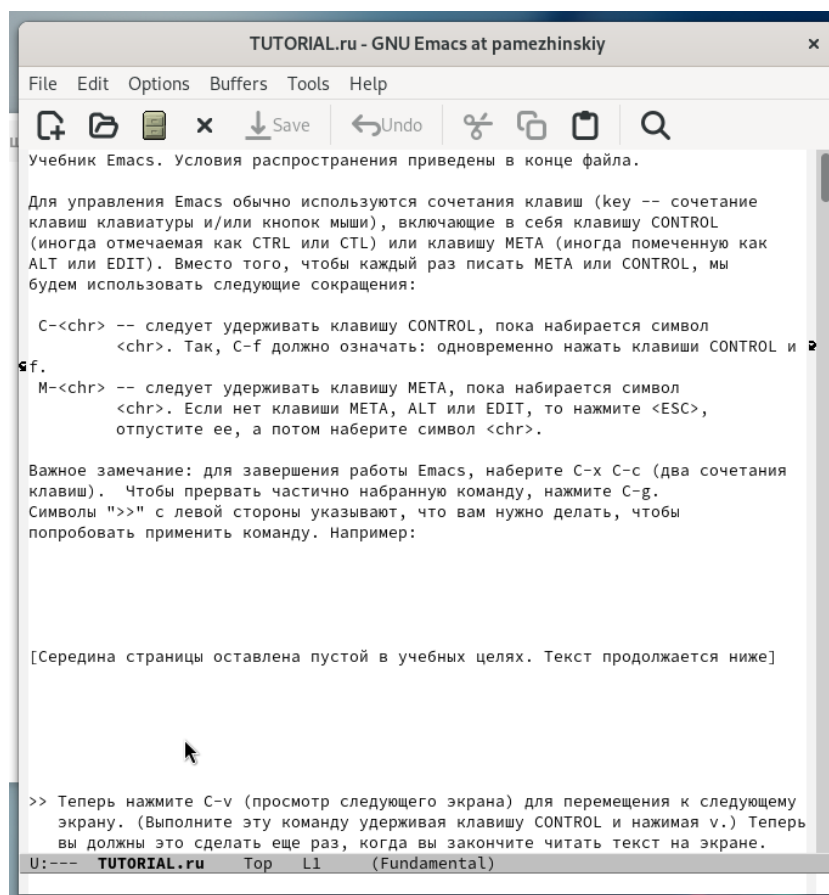 TUTORIAL.ru - GNU Emacs at pamezhinskiy
File Edit Options Buffers Tools Help
Save Undo
Учебник Emacs. Условия распространения приведены в конце файла.
Для управления Emacs обычно используются сочетания клавиш (key -- сочетание
клавиш клавиатуры и/или кнопок мыши), включающие в себя клавишу CONTROL
(иногда отмечаемая как CTRL или CTL) или клавишу META (иногда помеченную как
ALT или EDIT). Вместо того, чтобы каждый раз писать META или CONTROL, мы
будем использовать следующие сокращения:
C-<chr> -- следует удерживать клавишу CONTROL, пока набирается символ
<chr>. Так, C-f должно означать: одновременно нажать клавиши CONTROL и
f.
M-<chr> -- следует удерживать клавишу META, пока набирается символ
<chr>. Если нет клавиши META, ALT или EDIT, то нажмите <ESC>,
отпустите ее, а потом наберите символ <chr>.
Важное замечание: для завершения работы Emacs, наберите C-x C-c (два сочетания
клавиш).  Чтобы прервать частично набранную команду, нажмите C-g.
Символы ">>" с левой стороны указывают, что вам нужно делать, чтобы
попробовать применить команду. Например:
[Середина страницы оставлена пустой в учебных целях. Текст продолжается ниже]
>> Теперь нажмите C-v (просмотр следующего экрана) для перемещения к следующему
экрану. (Выполните эту команду удерживая клавишу CONTROL и нажимая v.) Теперь
вы должны это сделать еще раз, когда вы закончите читать текст на экране.
U:--- TUTORIAL.ru Top L1 (Fundamental)